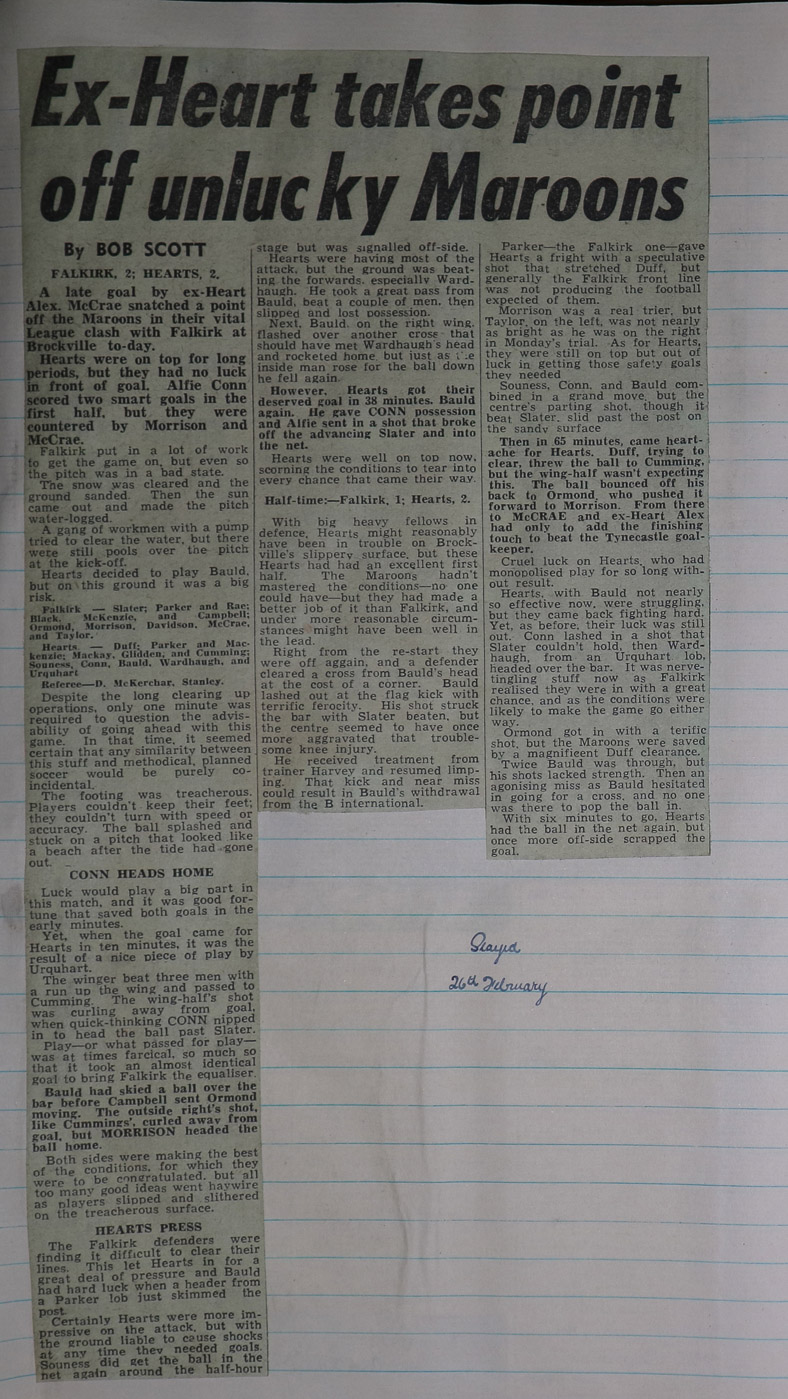 Ex-Heart takes point
off unlucky Maroons
By BOB SCOTT
FALKIRK, 2; HEARTS, 2.
A late goal by ex-Heart
Alex. McCrae snatched a point
off the Maroons in their vital
League clash with Falkirk at
Brockville to-day.
Hearts were on top for long
periods, but they had no luck
in front of goal. Alfie Conn
scored two smart goals in the
first half, but they were
countered by Morrison and
McCrae.
Falkirk put in a lot of work
to get the game on, but even so
the pitch was in a bad state.
The snow was cleared and the
ground sanded. Then the sun
came out and made the pitch
water-logged.
A gang of workmen with a pump
tried to clear the water, but there
were still pools over the pitch
at the kick-off.
Hearts decided to play Bauld,
but on this ground it was a big
risk.
Falkirk — Slater; Parker and Rae;
Black, McKenzie, and Campbell;
Ormond, Morrison, Davidson, McCrae,
and Taylor.
Hearts — Duff; Parker and Mac-
kenzie; Mackay, Glidden, and Cumming;
Souness, Conn, Bauld, Wardhaugh, and
Urquhart
Referee—D. McKerchar, Stanley.
Despite the long clearing up
operations, only one minute was
required to question the advis-
ability of going ahead with this
game. In that time, it seemed
certain that any similarity between
this stuff and methodical, planned
soccer would be purely co-
incidental.
The footing was treacherous.
Players couldn't keep their feet;
they couldn't turn with speed or
accuracy. The ball splashed and
stuck on a pitch that looked like
a beach after the tide had gone
out.
CONN HEADS HOME
Luck would play a big part in
this match, and it was good for-
tune that saved both goals in the
early minutes.
Yet, when the goal came for
Hearts in ten minutes, it was the
result of a nice piece of play by
Urquhart.
The winger beat three men with
a run up the wing and passed to
Cumming. The wing-half's shot
was curling away from goal,
when quick-thinking CONN nipped
in to head the ball past Slater.
Play—or what passed for play—
was at times farcical, so much so
that it took an almost identical
goal to bring Falkirk the equaliser.
Bauld had skied a ball over the
bar before Campbell sent Ormond
moving. The outside right's shot,
like Cummings', curled away from
goal, but MORRISON headed the
ball home.
Both sides were making the best
of the conditions, for which they
were to be congratulated, but all
too many good ideas went haywire
as players slipped and slithered
on the treacherous surface.
HEARTS PRESS
The Falkirk defenders were
finding it difficult to clear their
lines. This let Hearts in for a
great deal of pressure and Bauld
had hard luck when a header from
a Parker lob just skimmed the
post.
Certainly Hearts were more im-
pressive on the attack, but with
the ground liable to cause shocks
at any time they needed goals.
Souness did get the ball in the
net again around the half-hour
stage but was signalled off-side.
Hearts were having most of the
attack, but the ground was beat-
ing the forwards, especially Ward-
haugh. He took a great pass from
Bauld, beat a couple of men, then
slipped and lost possession.
Next, Bauld, on the right wing,
flashed over another cross that
should have met Wardhaugh's head
and rocketed home, but just as the
inside man rose for the ball down
he fell again.
However, Hearts got their
deserved goal in 38 minutes. Bauld
again. He gave CONN possession
and Alfie sent in a shot that broke
off the advancing Slater and into
the net.
Hearts were well on top now,
scorning the conditions to tear into
every chance that came their way.
Half-time:—Falkirk, 1; Hearts, 2.
With big heavy fellows in
defence, Hearts might reasonably
have been in trouble on Brock-
ville's slippery surface, but these
Hearts had had an excellent first
half. The Maroons hadn't
mastered the conditions—no one
could have—but they had made a
better job of it than Falkirk, and
under more reasonable circum-
stances might have been well in
the lead.
Right from the re-start they
were off aggain, and a defender
cleared a cross from Bauld's head
at the cost of a corner. Bauld
lashed out at the flag kick with
terrific ferocity. His shot struck
the bar with Slater beaten, but
the centre seemed to have once
more aggravated that trouble-
some knee injury.
He received treatment from
trainer Harvey and resumed limp-
ing. That kick and near miss
could result in Bauld's withdrawal
from the B international.
Parker—the Falkirk one—gave
Hearts a fright with a speculative
shot that stretched Duff, but
generally the Falkirk front line
was not producing the football
expected of them.
Morrison was a real trier, but
Taylor, on the left, was not nearly
as bright as he was on the right
in Monday's trial. As for Hearts,
they were still on top but out of
luck in getting those safety goals
they needed
Souness, Conn, and Bauld com-
bined in a grand move, but the
centre's parting shot, though it
beat Slater, slid past the post on
the sandy surface
Then in 65 minutes, came heart-
ache for Hearts. Duff, trying to
clear, threw the ball to Cumming,
but the wing-half wasn't expecting
this. The ball bounced off his
back to Ormond, who pushed it
forward to Morrison. From there
to McCRAE and ex-Heart Alex
had only to add the finishing
touch to beat the Tynecastle goal-
keeper.
Cruel luck on Hearts, who had
monopolised play for so long with-
out result.
Hearts, with Bauld not nearly
so effective now, were struggling,
but they came back fighting hard.
Yet, as before, their luck was still
out. Conn lashed in a shot that
Slater couldn't hold, then Ward-
haugh, from an Urquhart lob,
headed over the bar. It was nerve-
tingling stuff now as Falkirk
realised they were in with a great
chance, and as the conditions were
likely to make the game go either
way.
Ormond got in with a terific
shot, but the Maroons were saved
by a magnificent Duff clearance.
Twice Bauld was through, but
his shots lacked strength. Then an
agonising miss as Bauld hesitated
in going for a cross, and no one
was there to pop the ball in.
With six minutes to go, Hearts
had the ball in the net again, but
once more off-side scrapped the
goal.
Played
26th February